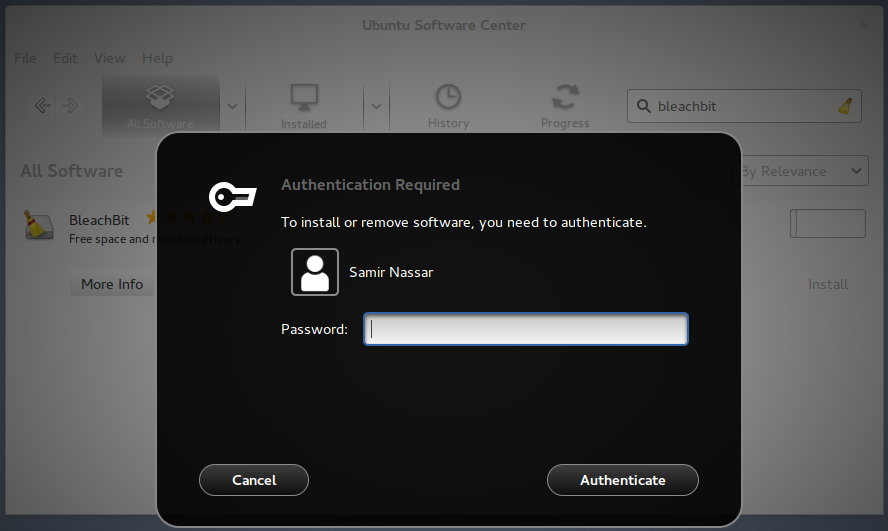 Ubuntu Software Center
File Edit View Help
All Software Installed History Progress bleachbit
All Software By Relevance
Authentication Required
To install or remove software, you need to authenticate.
BleachBit
Free space and maintain privacy
Samir Nassar
More Info Install
Password:
Cancel Authenticate